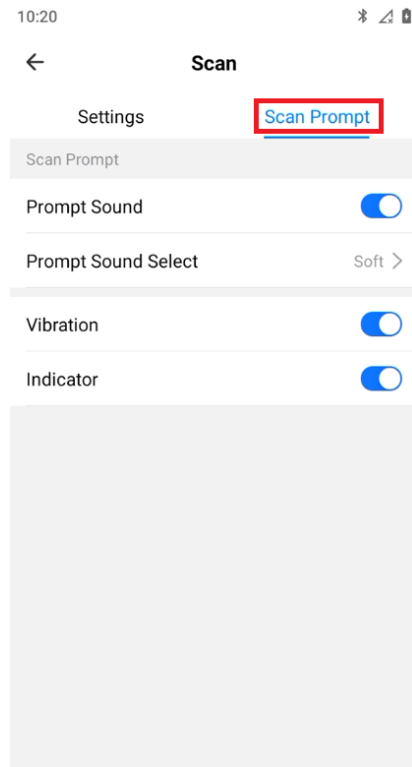 10:20
Scan
Settings Scan Prompt
Scan Prompt
Prompt Sound
Prompt Sound Select Soft
Vibration
Indicator